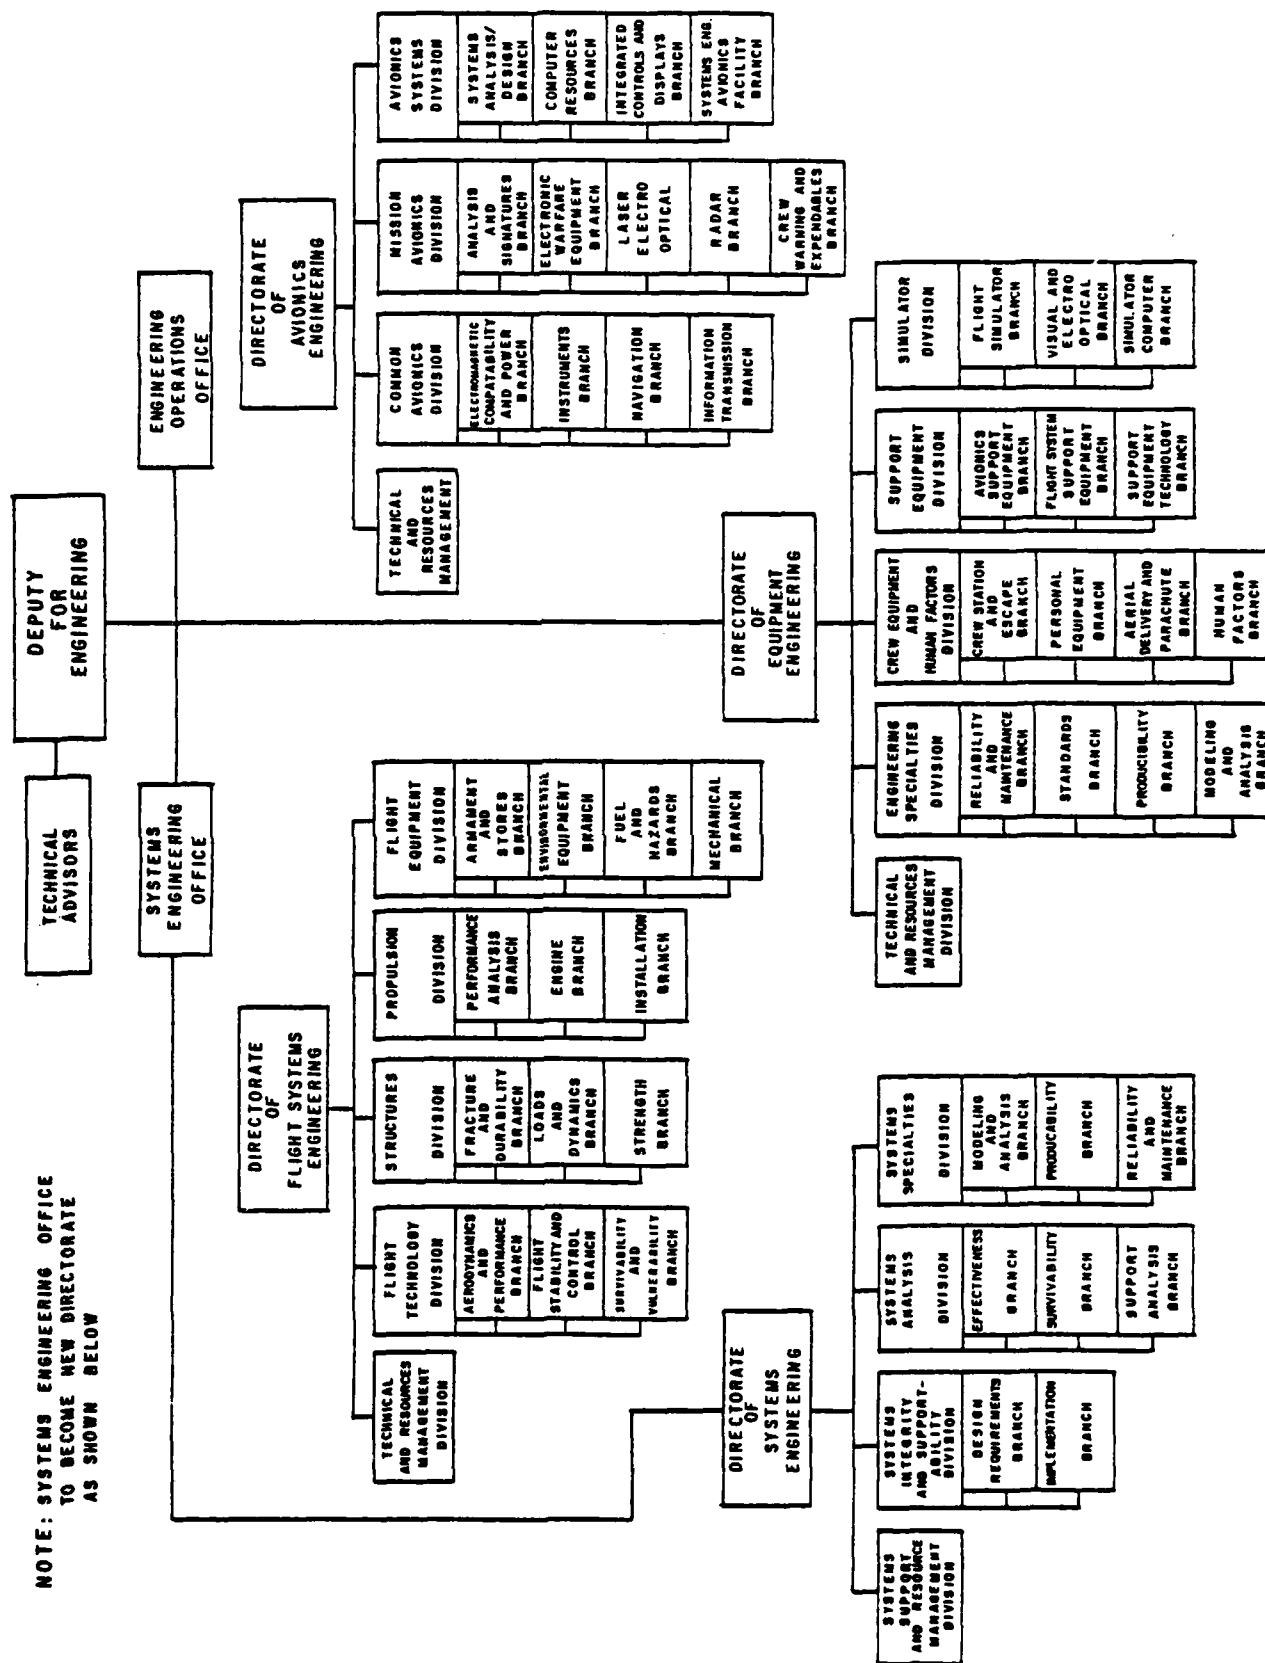 NOTE: SYSTEMS ENGINEERING OFFICE
TO BECOME NEW DIRECTORATE
AS SHOWN BELOW
DEPUTY
FOR
ENGINEERING
TECHNICAL
ADVISORS
SYSTEMS
ENGINEERING
OFFICE
ENGINEERING
OPERATIONS
OFFICE
DIRECTORATE
OF
FLIGHT SYSTEMS
ENGINEERING
TECHNICAL
AND RESOURCES
MANAGEMENT
DIVISION
FLIGHT
TECHNOLOGY
DIVISION
AERODYNAMICS
AND
PERFORMANCE
BRANCH
FLIGHT
STABILITY AND
CONTROL
BRANCH
SURVIVABILITY
AND
VULNERABILITY
BRANCH
STRUCTURES
DIVISION
FRACTURE
AND
DURABILITY
BRANCH
LOADS
AND
DYNAMICS
BRANCH
STRENGTH
BRANCH
PROPULSION
DIVISION
PERFORMANCE
ANALYSIS
BRANCH
ENGINE
BRANCH
INSTALLATION
BRANCH
FLIGHT
EQUIPMENT
DIVISION
ARMAMENT
AND
STORES
BRANCH
ENVIRONMENTAL
EQUIPMENT
BRANCH
FUEL
AND
HAZARDS
BRANCH
MECHANICAL
BRANCH
DIRECTORATE
OF
AVIONICS
ENGINEERING
TECHNICAL
AND
RESOURCES
MANAGEMENT
COMMON
AVIONICS
DIVISION
ELECTROMAGNETIC
COMPATABILITY
AND POWER
BRANCH
INSTRUMENTS
BRANCH
NAVIGATION
BRANCH
INFORMATION
TRANSMISSION
BRANCH
MISSION
AVIONICS
DIVISION
ANALYSIS
AND
SIGNATURES
BRANCH
ELECTRONIC
WARFARE
EQUIPMENT
BRANCH
LASER
ELECTRO
OPTICAL
RADAR
BRANCH
CREW
WARNING AND
EXPENDABLES
BRANCH
AVIONICS
SYSTEMS
DIVISION
SYSTEMS
ANALYSIS/
DESIGN
BRANCH
COMPUTER
RESOURCES
BRANCH
INTEGRATED
CONTROLS AND
DISPLAYS
BRANCH
SYSTEMS ENG.
AVIONICS
FACILITY
BRANCH
DIRECTORATE
OF
SYSTEMS
ENGINEERING
SYSTEMS
SUPPORT
AND RESOURCE
MANAGEMENT
DIVISION
SYSTEMS
INTEGRITY
AND SUPPORT-
ABILITY
DIVISION
DESIGN
REQUIREMENTS
BRANCH
IMPLEMENTATION
BRANCH
SYSTEMS
ANALYSIS
DIVISION
EFFECTIVENESS
BRANCH
SURVIVABILITY
BRANCH
SUPPORT
ANALYSIS
BRANCH
SYSTEMS
SPECIALTIES
DIVISION
MODELING
AND
ANALYSIS
BRANCH
PRODUCABILITY
BRANCH
RELIABILITY
AND
MAINTENANCE
BRANCH
DIRECTORATE
OF
EQUIPMENT
ENGINEERING
TECHNICAL
AND RESOURCES
MANAGEMENT
DIVISION
ENGINEERING
SPECIALTIES
DIVISION
RELIABILITY
AND
MAINTENANCE
BRANCH
STANDARDS
BRANCH
PRODUCIBILITY
BRANCH
MODELING
AND
ANALYSIS
BRANCH
CREW EQUIPMENT
AND
HUMAN FACTORS
DIVISION
CREW STATION
AND
ESCAPE
BRANCH
PERSONAL
EQUIPMENT
BRANCH
AERIAL
DELIVERY AND
PARACHUTE
BRANCH
HUMAN
FACTORS
BRANCH
SUPPORT
EQUIPMENT
DIVISION
AVIONICS
SUPPORT
EQUIPMENT
BRANCH
FLIGHT SYSTEM
SUPPORT
EQUIPMENT
BRANCH
SUPPORT
EQUIPMENT
TECHNOLOGY
BRANCH
SIMULATOR
DIVISION
FLIGHT
SIMULATOR
BRANCH
VISUAL AND
ELECTRO
OPTICAL
BRANCH
SIMULATOR
COMPUTER
BRANCH